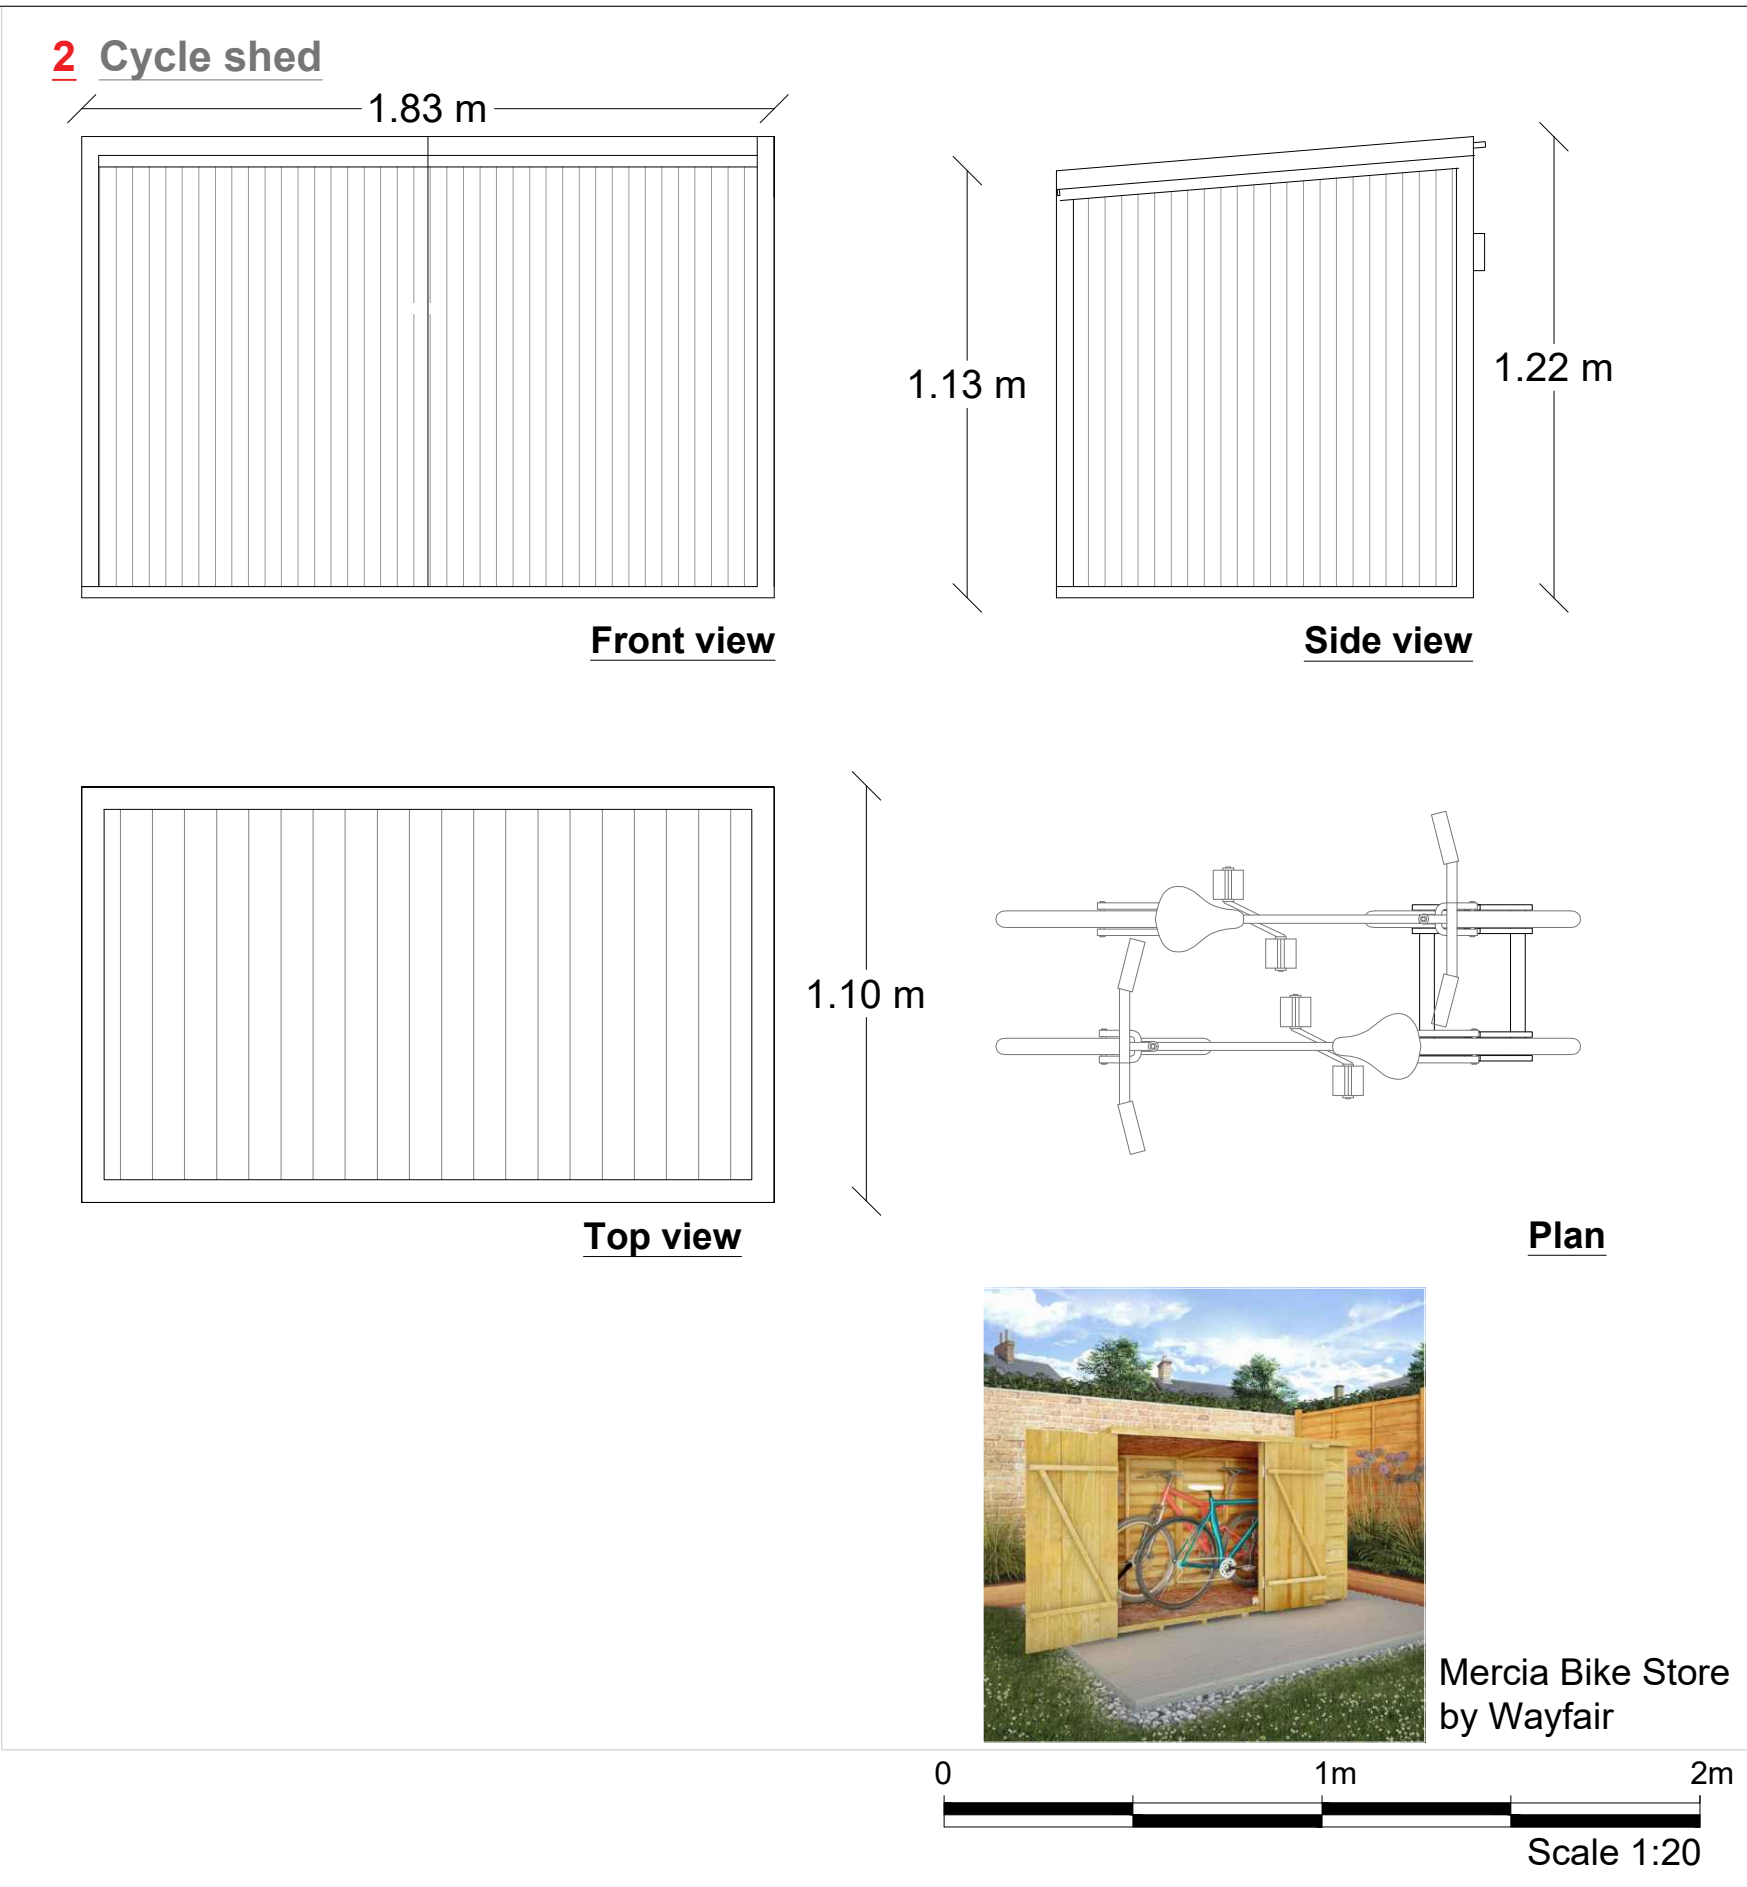 2 Cycle shed
1.83 m
1.13 m
1.22 m
Front view
Side view
1.10 m
Top view
Plan
Mercia Bike Store
by Wayfair
0 1m 2m
Scale 1:20